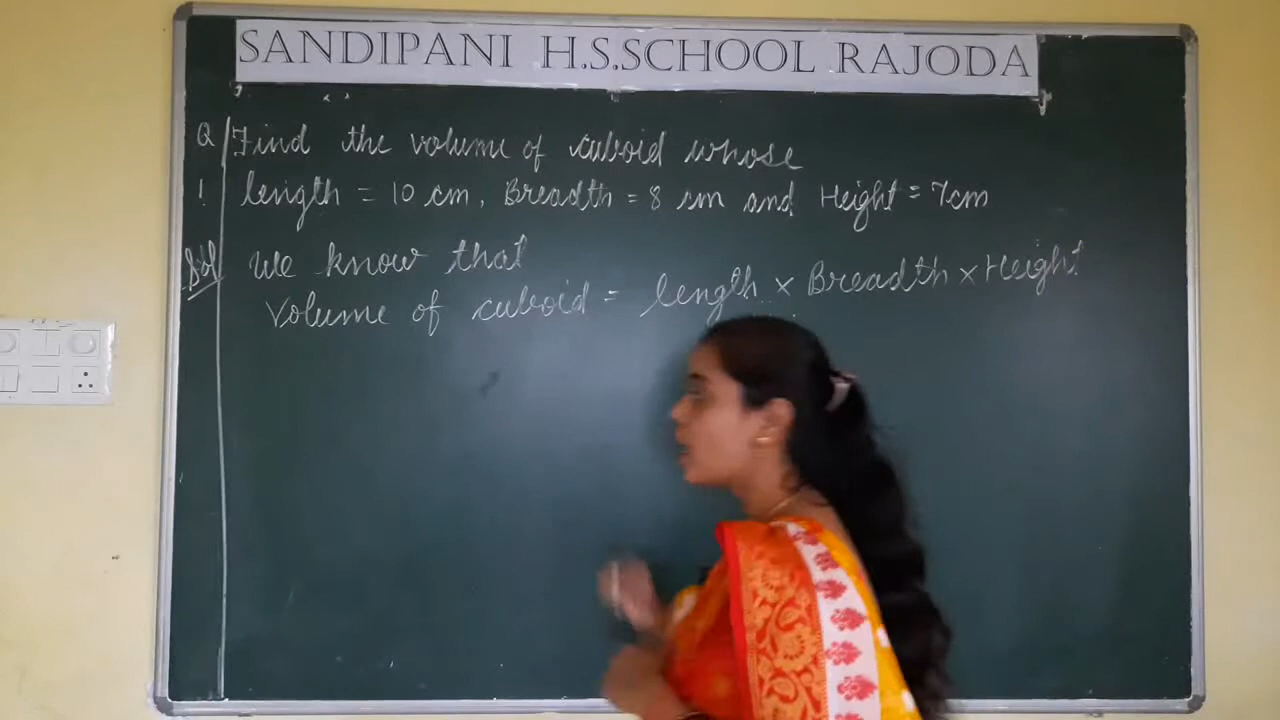 SANDIPANI H.S.SCHOOL RAJODA
Q Find the volume of cuboid whose
1 length = 10 cm, Breadth = 8 cm and Height = 7cm
Sol we know that
Volume of cuboid = length × Breadth × Height